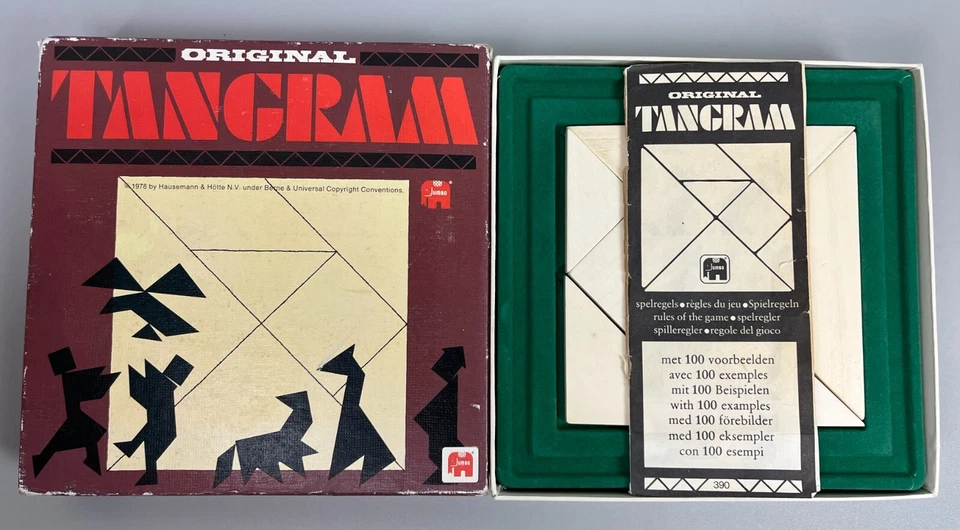 ORIGINAL
TANGRAM
© 1978 by Hausemann & Hötte N.V. under Berne & Universal Copyright Conventions.
Jumbo
Jumbo
ORIGINAL
TANGRAM
Jumbo
spelregels●règles du jeu●Spielregeln
rules of the game●spelregler
spilleregler●regole del gioco
met 100 voorbeelden
avec 100 exemples
mit 100 Beispielen
with 100 examples
med 100 förebilder
med 100 eksempler
con 100 esempi
390